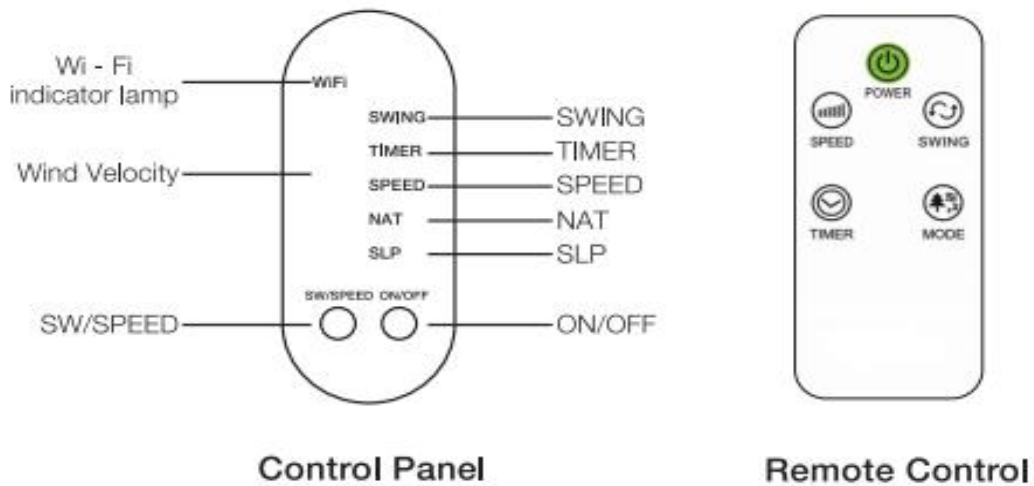 Wi - Fi
indicator lamp
Wind Velocity
SW/SPEED
WiFi
SWING
TIMER
SPEED
NAT
SLP
SW/SPEED ON/OFF
SWING
TIMER
SPEED
NAT
SLP
ON/OFF
Control Panel
POWER
SPEED
SWING
TIMER
MODE
Remote Control